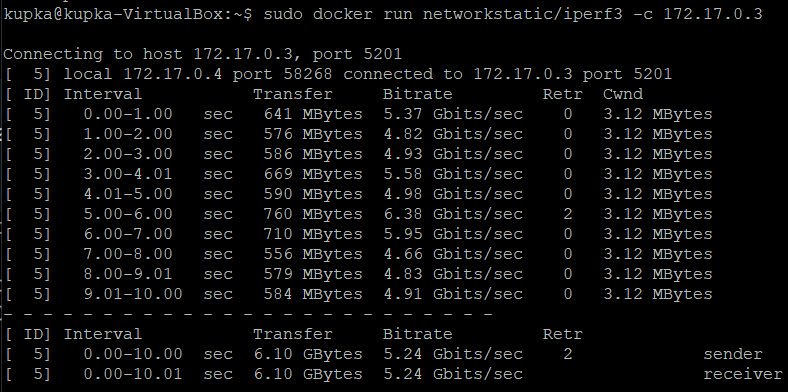 kupka@kupka-VirtualBox:~$ sudo docker run networkstatic/iperf3 -c 172.17.0.3
Connecting to host 172.17.0.3, port 5201
[  5] local 172.17.0.4 port 58268 connected to 172.17.0.3 port 5201
[ ID] Interval           Transfer     Bitrate         Retr  Cwnd
[  5]   0.00-1.00   sec   641 MBytes  5.37 Gbits/sec    0   3.12 MBytes
[  5]   1.00-2.00   sec   576 MBytes  4.82 Gbits/sec    0   3.12 MBytes
[  5]   2.00-3.00   sec   586 MBytes  4.93 Gbits/sec    0   3.12 MBytes
[  5]   3.00-4.01   sec   669 MBytes  5.58 Gbits/sec    0   3.12 MBytes
[  5]   4.01-5.00   sec   590 MBytes  4.98 Gbits/sec    0   3.12 MBytes
[  5]   5.00-6.00   sec   760 MBytes  6.38 Gbits/sec    2   3.12 MBytes
[  5]   6.00-7.00   sec   710 MBytes  5.95 Gbits/sec    0   3.12 MBytes
[  5]   7.00-8.00   sec   556 MBytes  4.66 Gbits/sec    0   3.12 MBytes
[  5]   8.00-9.01   sec   579 MBytes  4.83 Gbits/sec    0   3.12 MBytes
[  5]   9.01-10.00  sec   584 MBytes  4.91 Gbits/sec    0   3.12 MBytes
- - - - - - - - - - - - - - - - - - - - - - - - -
[ ID] Interval           Transfer     Bitrate         Retr
[  5]   0.00-10.00  sec  6.10 GBytes  5.24 Gbits/sec    2             sender
[  5]   0.00-10.01  sec  6.10 GBytes  5.24 Gbits/sec                  receiver